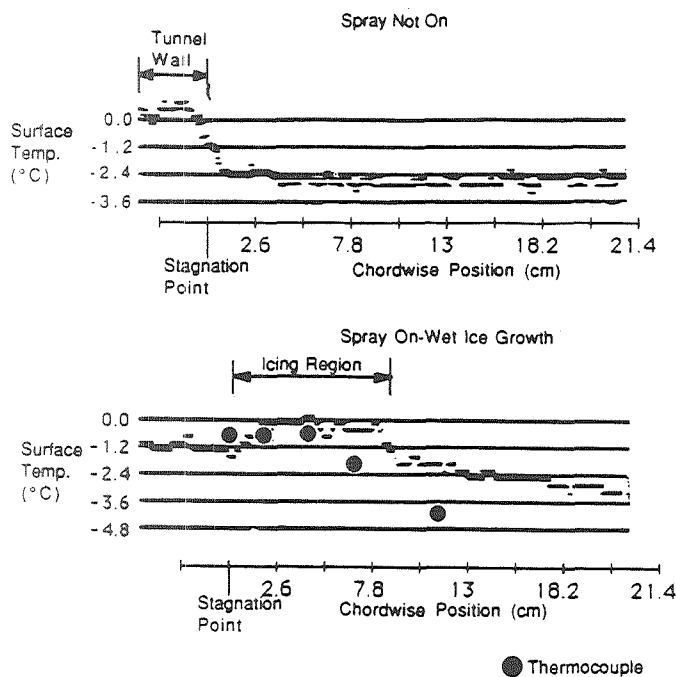 Spray Not On
Tunnel
Wall
0.0
Surface
Temp.
(°C)
-1.2
-2.4
-3.6
2.6 7.8 13 18.2 21.4
Stagnation
Point
Chordwise Position (cm)
Spray On-Wet Ice Growth
Icing Region
0.0
Surface
Temp.
(°C)
-1.2
-2.4
-3.6
-4.8
2.6 7.8 13 18.2 21.4
Stagnation
Point
Chordwise Position (cm)
Thermocouple